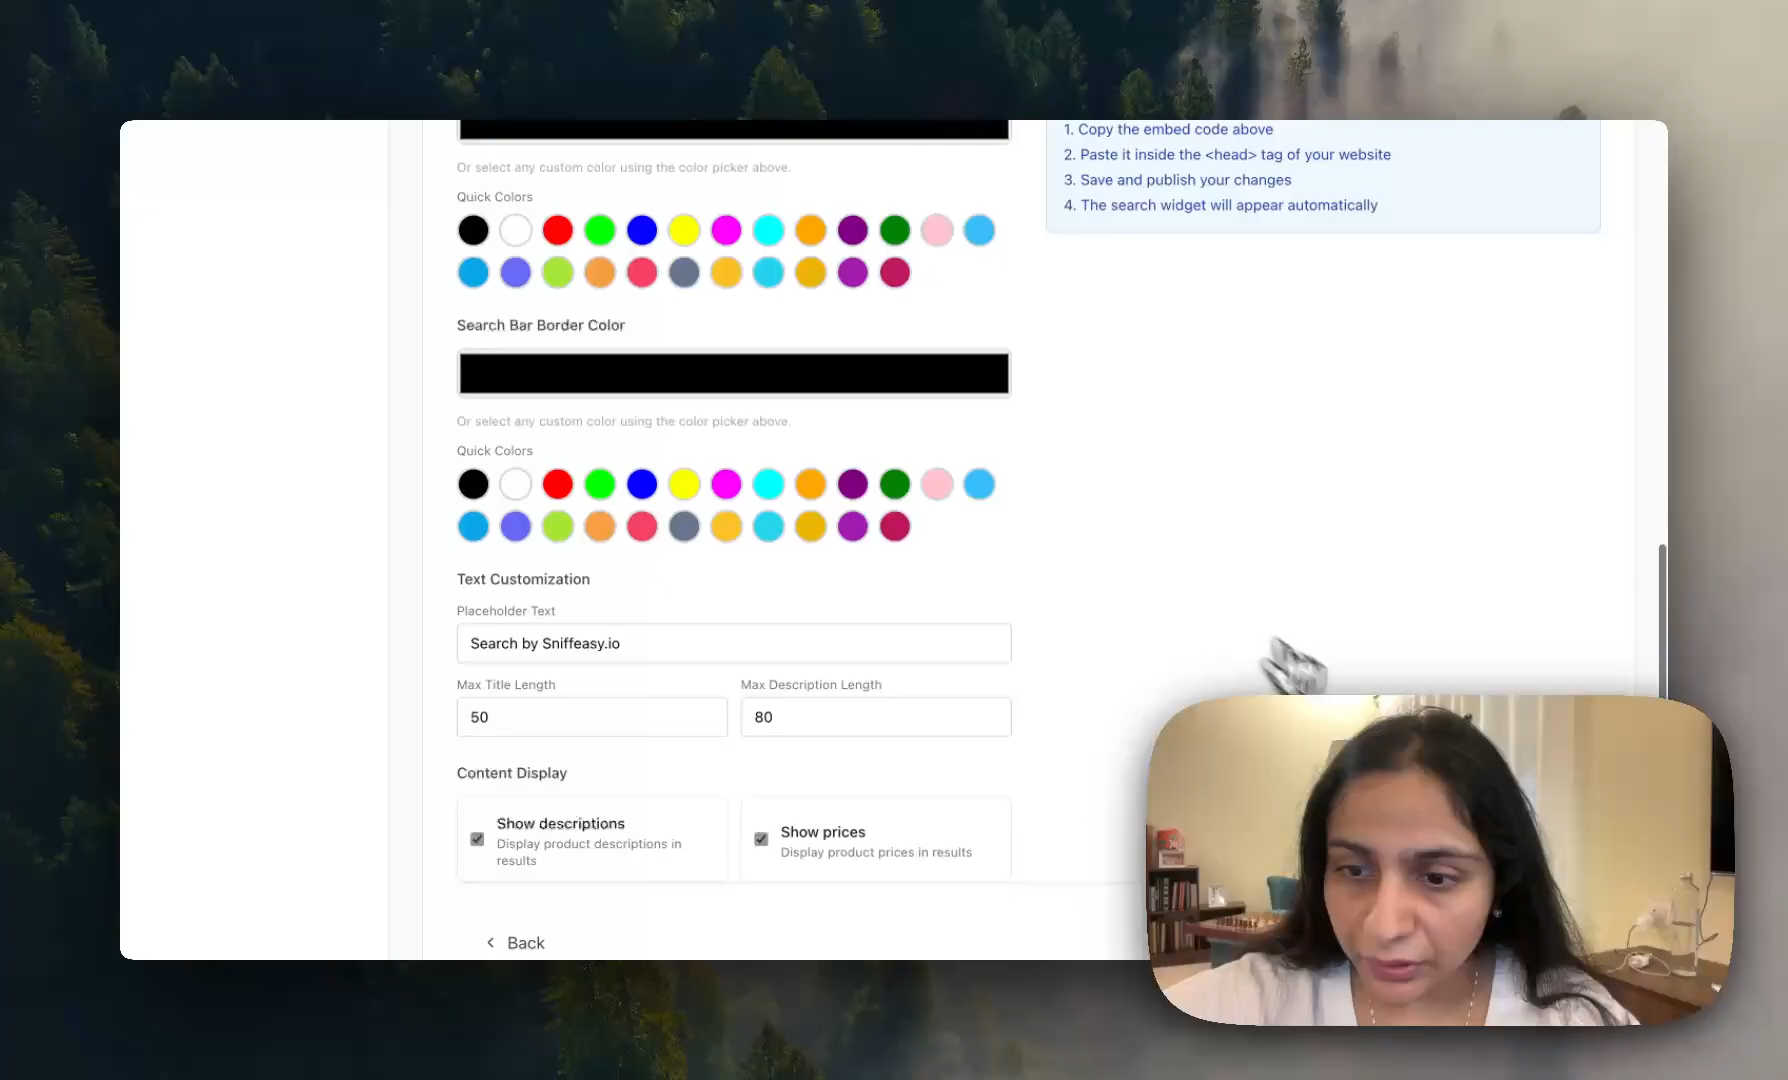 1. Copy the embed code above
2. Paste it inside the <head> tag of your website
3. Save and publish your changes
4. The search widget will appear automatically
Or select any custom color using the color picker above.
Quick Colors
Search Bar Border Color
Or select any custom color using the color picker above.
Quick Colors
Text Customization
Placeholder Text
Search by Sniffeasy.io
Max Title Length
Max Description Length
50
80
Content Display
Show descriptions
Display product descriptions in
results
Show prices
Display product prices in results
Back